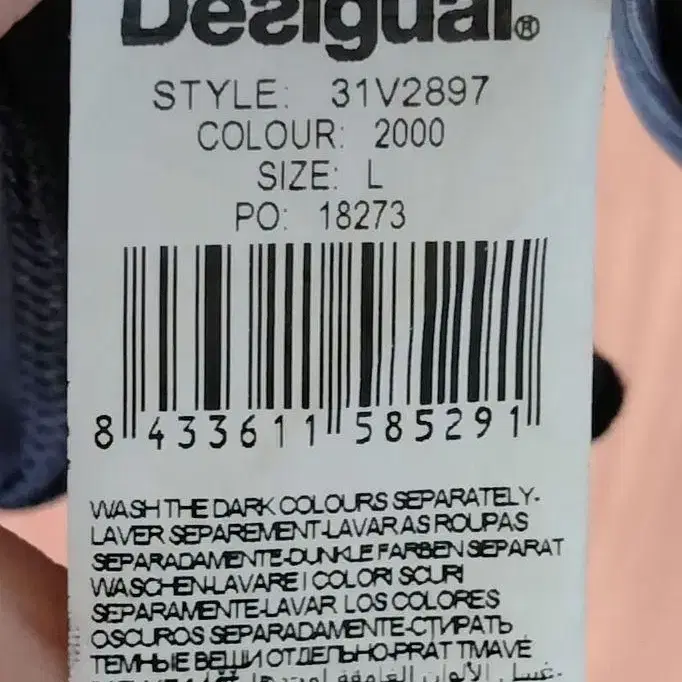 Desigual®
STYLE: 31V2897
COLOUR: 2000
SIZE: L
PO: 18273
8 433611 585291
WASH THE DARK COLOURS SEPARATELY-
LAVER SEPAREMENT-LAVAR AS ROUPAS
SEPARADAMENTE-DUNKLE FARBEN SEPARAT
WASCHEN-LAVARE I COLORI SCURI
SEPARAMENTE-LAVAR LOS COLORES
OSCUROS SEPARADAMENTE-СТИРАТЬ
ТЕМНЫЕ ВЕЩИ ОТДЕЛЬНО-PRÁT TMAVÉ